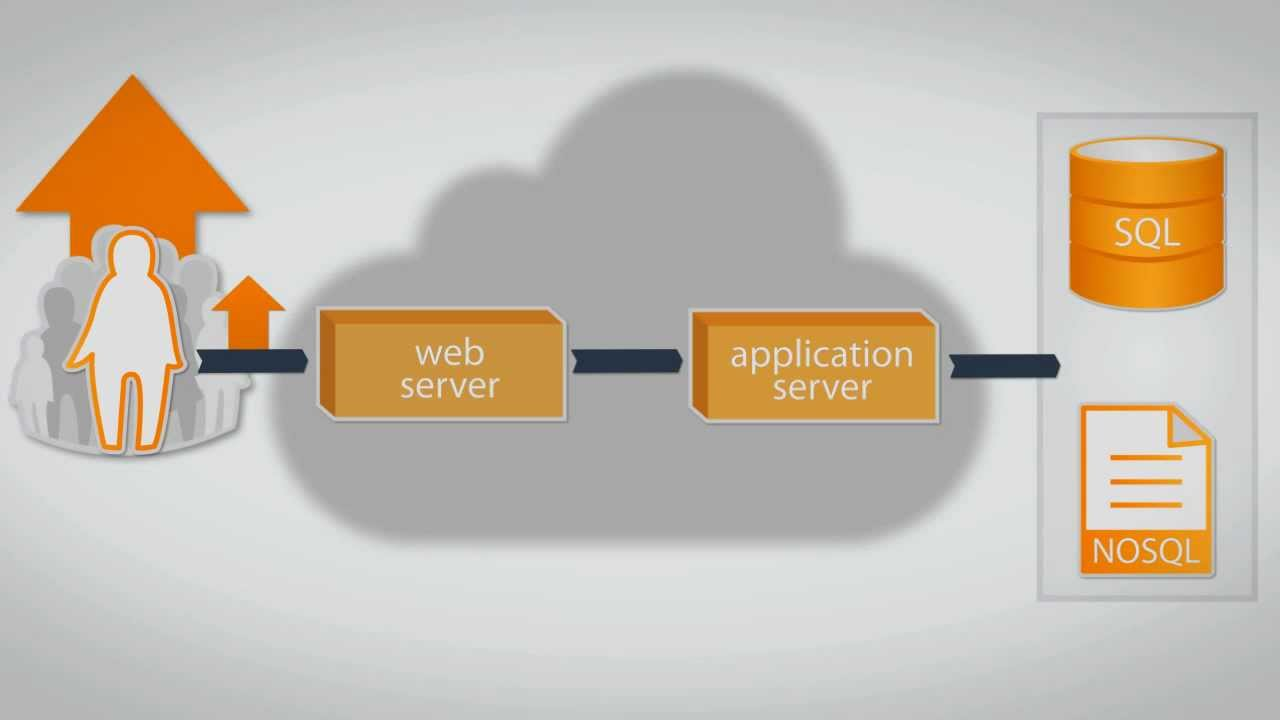 web
server
application
server
SQL
NOSQL